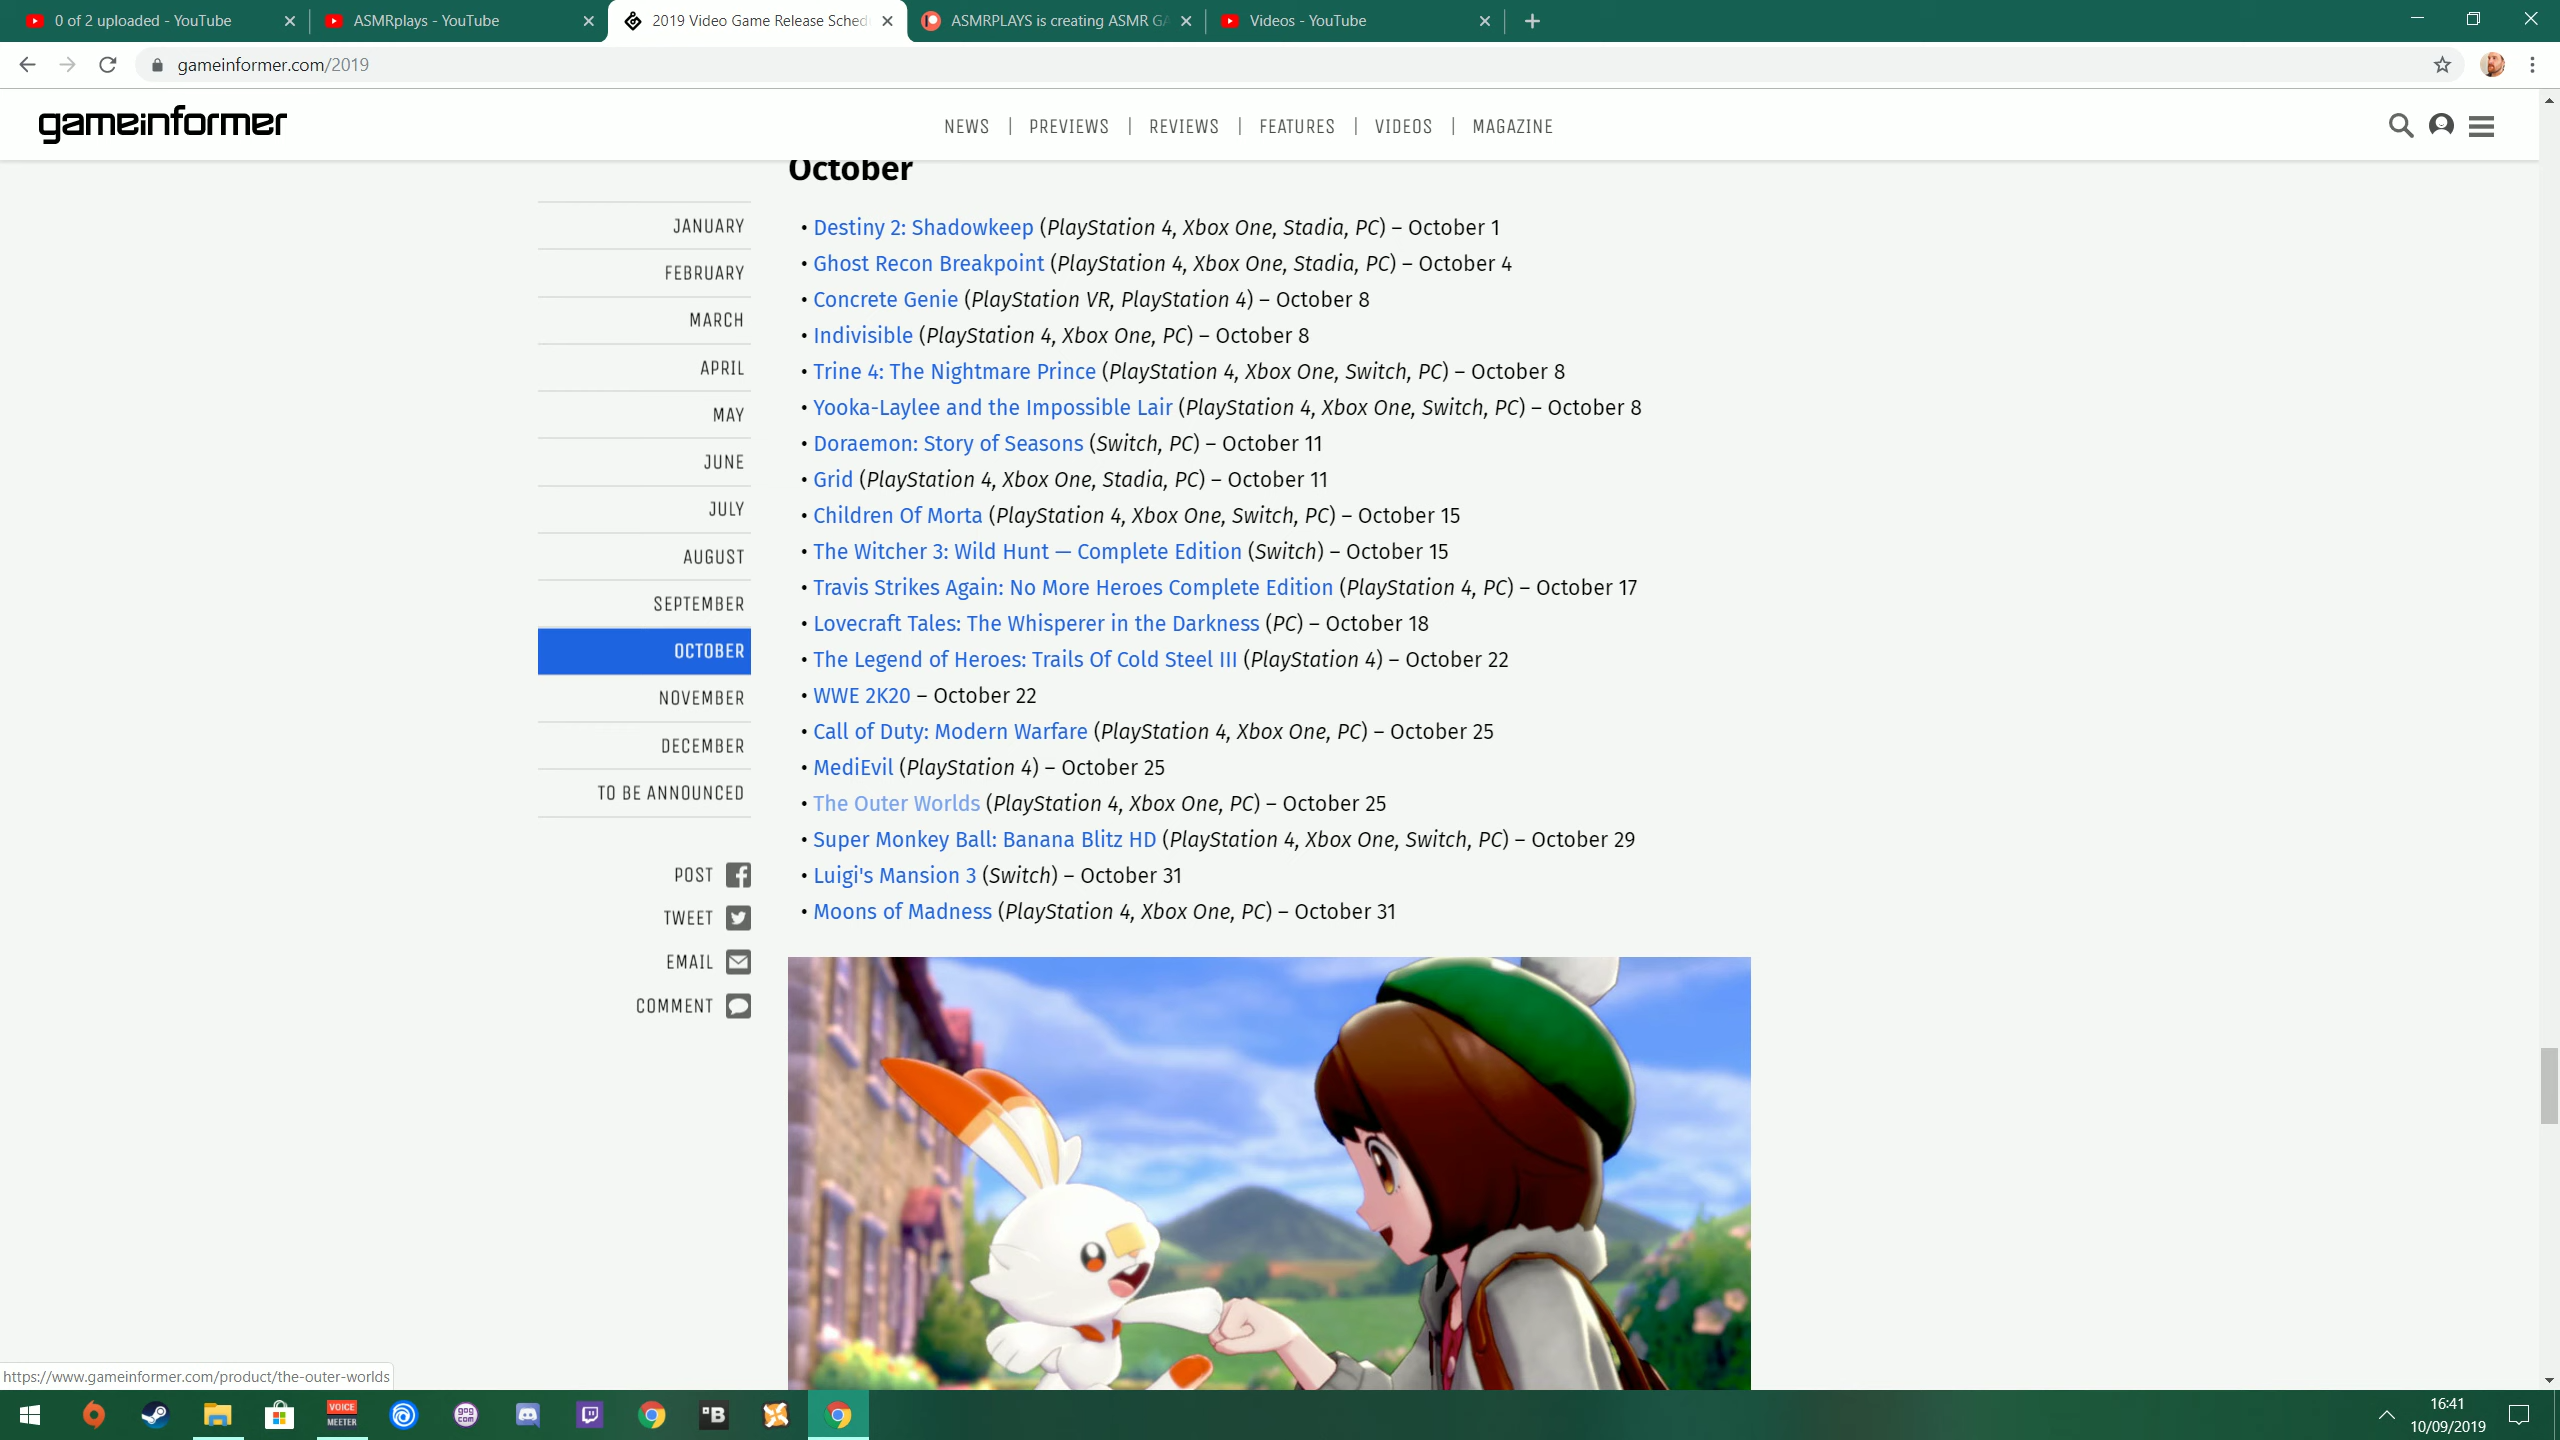 0 of 2 uploaded - YouTube
ASMRplays - YouTube
2019 Video Game Release Sched
ASMRPLAYS is creating ASMR GA
Videos - YouTube
gameinformer.com/2019
gameinformer
NEWS | PREVIEWS | REVIEWS | FEATURES | VIDEOS | MAGAZINE
October
JANUARY
FEBRUARY
MARCH
APRIL
MAY
JUNE
JULY
AUGUST
SEPTEMBER
OCTOBER
NOVEMBER
DECEMBER
TO BE ANNOUNCED
POST
TWEET
EMAIL
COMMENT
• Destiny 2: Shadowkeep (PlayStation 4, Xbox One, Stadia, PC) – October 1
• Ghost Recon Breakpoint (PlayStation 4, Xbox One, Stadia, PC) – October 4
• Concrete Genie (PlayStation VR, PlayStation 4) – October 8
• Indivisible (PlayStation 4, Xbox One, PC) – October 8
• Trine 4: The Nightmare Prince (PlayStation 4, Xbox One, Switch, PC) – October 8
• Yooka-Laylee and the Impossible Lair (PlayStation 4, Xbox One, Switch, PC) – October 8
• Doraemon: Story of Seasons (Switch, PC) – October 11
• Grid (PlayStation 4, Xbox One, Stadia, PC) – October 11
• Children Of Morta (PlayStation 4, Xbox One, Switch, PC) – October 15
• The Witcher 3: Wild Hunt — Complete Edition (Switch) – October 15
• Travis Strikes Again: No More Heroes Complete Edition (PlayStation 4, PC) – October 17
• Lovecraft Tales: The Whisperer in the Darkness (PC) – October 18
• The Legend of Heroes: Trails Of Cold Steel III (PlayStation 4) – October 22
• WWE 2K20 – October 22
• Call of Duty: Modern Warfare (PlayStation 4, Xbox One, PC) – October 25
• MediEvil (PlayStation 4) – October 25
• The Outer Worlds (PlayStation 4, Xbox One, PC) – October 25
• Super Monkey Ball: Banana Blitz HD (PlayStation 4, Xbox One, Switch, PC) – October 29
• Luigi's Mansion 3 (Switch) – October 31
• Moons of Madness (PlayStation 4, Xbox One, PC) – October 31
https://www.gameinformer.com/product/the-outer-worlds
VOICE
MEETER
gog
com
B
16:41
10/09/2019